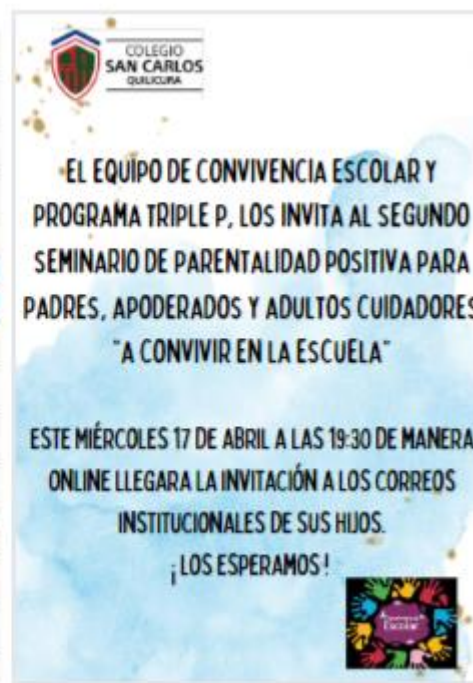 COLEGIO
SAN CARLOS
QUILICURA
EL EQUIPO DE CONVIVENCIA ESCOLAR Y
PROGRAMA TRIPLE P, LOS INVITA AL SEGUNDO
SEMINARIO DE PARENTALIDAD POSITIVA PARA
PADRES, APODERADOS Y ADULTOS CUIDADORES
"A CONVIVIR EN LA ESCUELA"
ESTE MIÉRCOLES 17 DE ABRIL A LAS 19:30 DE MANERA
ONLINE LLEGARA LA INVITACIÓN A LOS CORREOS
INSTITUCIONALES DE SUS HIJOS.
¡LOS ESPERAMOS!
Escolar